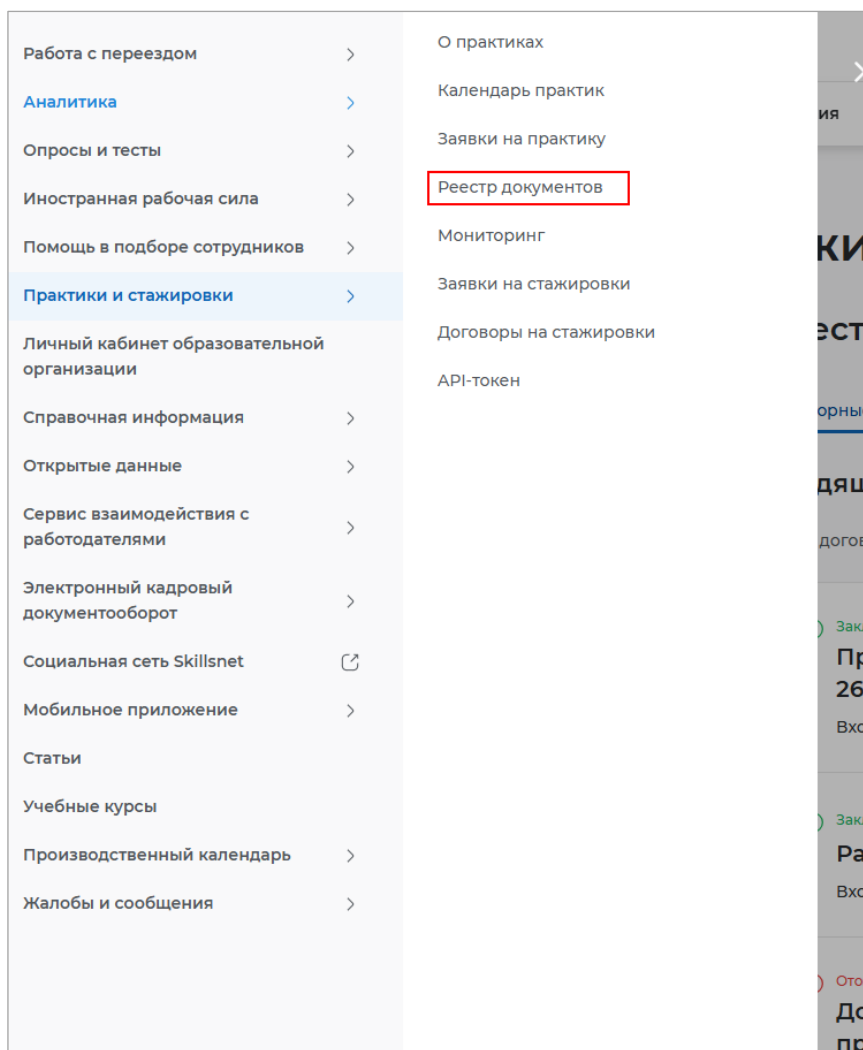 Работа с переездом
Аналитика
Опросы и тесты
Иностранная рабочая сила
Помощь в подборе сотрудников
Практики и стажировки
Личный кабинет образовательной
организации
Справочная информация
Открытые данные
Сервис взаимодействия с
работодателями
Электронный кадровый
документооборот
Социальная сеть Skillsnet
Мобильное приложение
Статьи
Учебные курсы
Производственный календарь
Жалобы и сообщения
О практиках
Календарь практик
Заявки на практику
Реестр документов
Мониторинг
Заявки на стажировки
Договоры на стажировки
API-токен
26